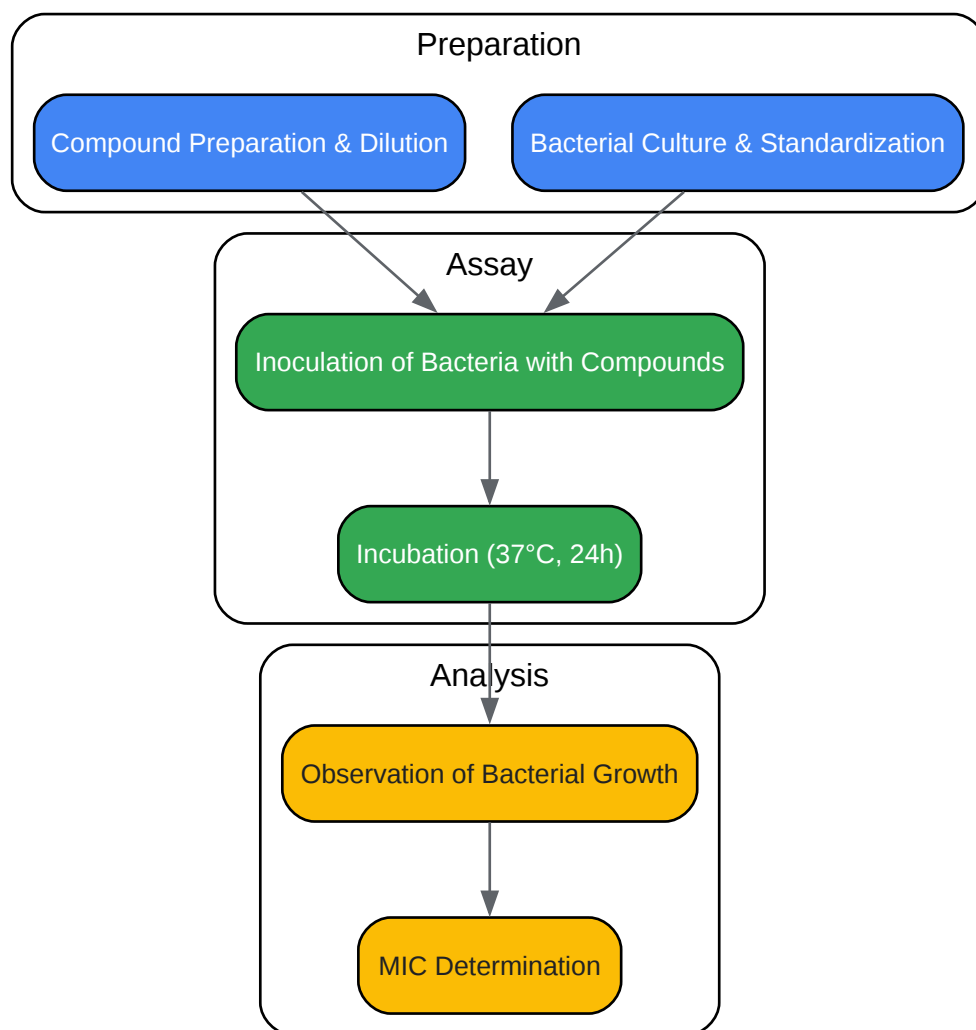 Preparation
Compound Preparation & Dilution
Bacterial Culture & Standardization
Assay
Inoculation of Bacteria with Compounds
Incubation (37°C, 24h)
Analysis
Observation of Bacterial Growth
MIC Determination